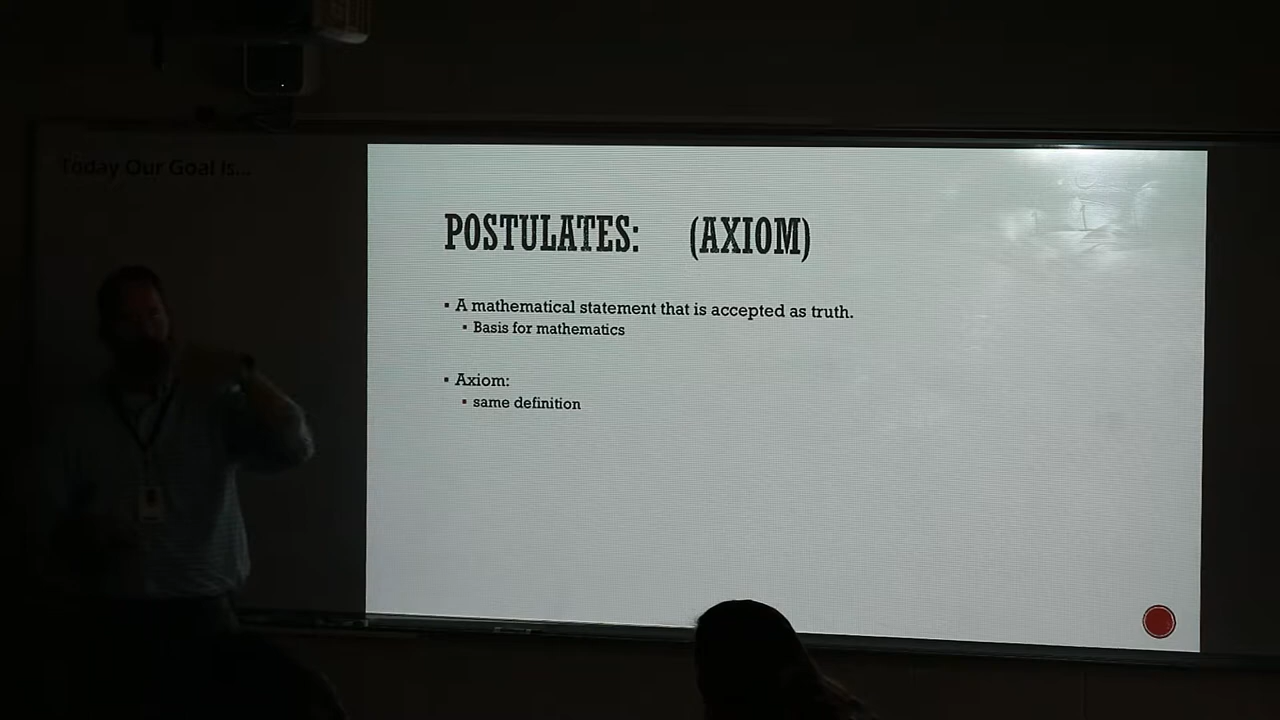 Today Our Goal is...
POSTULATES: (AXIOM)
▪ A mathematical statement that is accepted as truth.
▪ Basis for mathematics
▪ Axiom:
▪ same definition